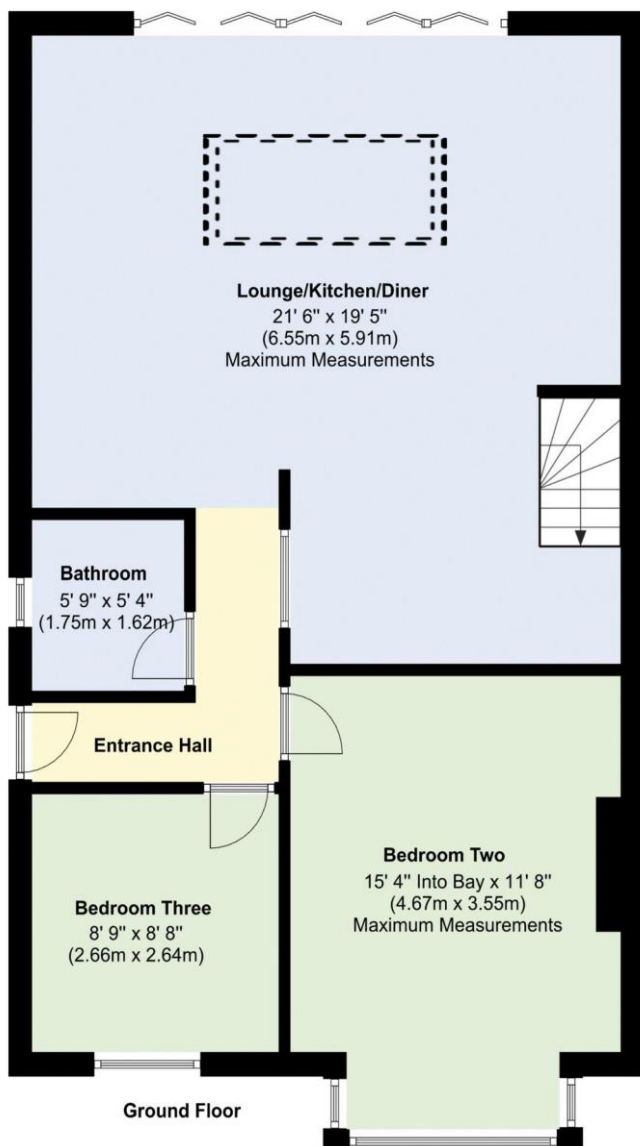 Lounge/Kitchen/Diner
21' 6" x 19' 5"
(6.55m x 5.91m)
Maximum Measurements
Bathroom
5' 9" x 5' 4"
(1.75m x 1.62m)
Entrance Hall
Bedroom Two
15' 4" Into Bay x 11' 8"
(4.67m x 3.55m)
Maximum Measurements
Bedroom Three
8' 9" x 8' 8"
(2.66m x 2.64m)
Ground Floor